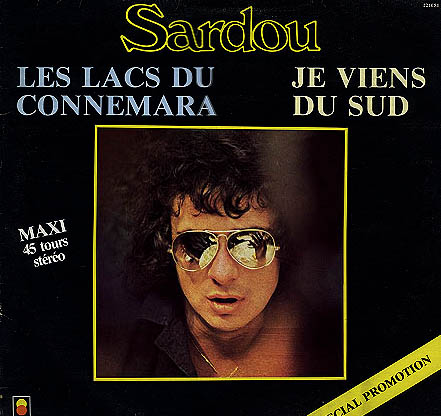 Sardou
LES LACS DU
CONNEMARA
JE VIENS
DU SUD
MAXI
45 tours
stéréo
ECIAL PROMOTION